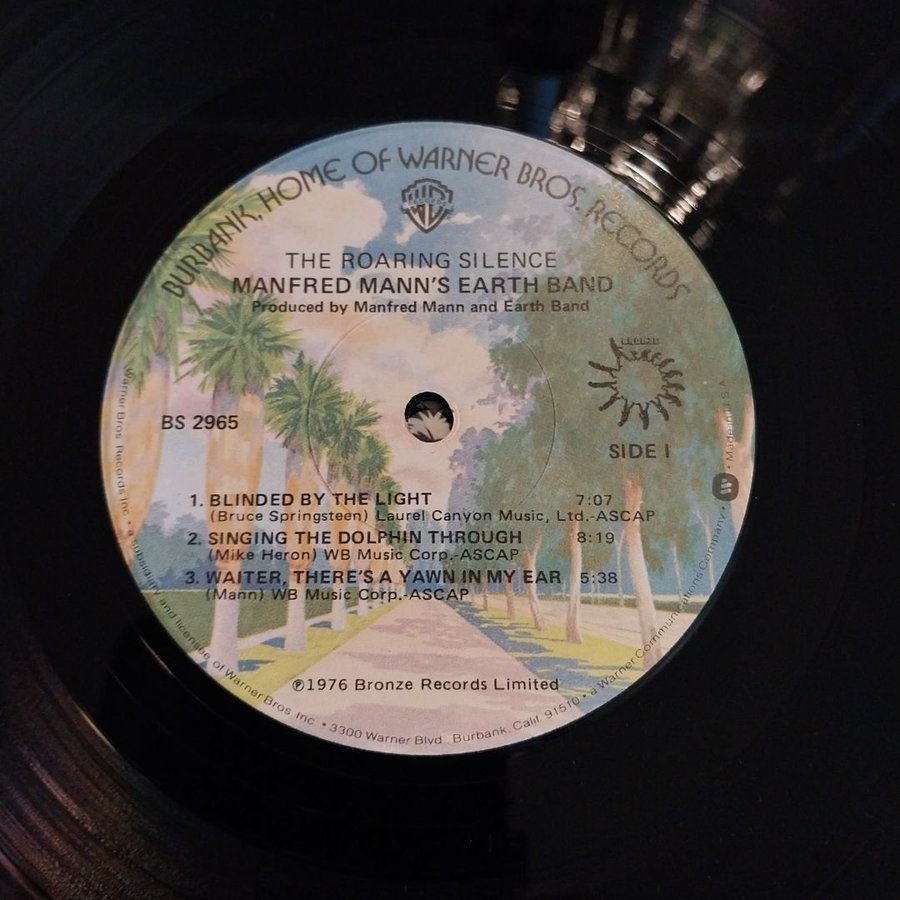 BURBANK, HOME OF WARNER BROS. RECORDS
THE ROARING SILENCE
MANFRED MANN'S EARTH BAND
Produced by Manfred Mann and Earth Band
BRONZE
BS 2965
SIDE I
1. BLINDED BY THE LIGHT 7:07
(Bruce Springsteen) Laurel Canyon Music, Ltd.-ASCAP
2. SINGING THE DOLPHIN THROUGH 8:19
(Mike Heron) WB Music Corp.-ASCAP
3. WAITER, THERE'S A YAWN IN MY EAR 5:38
(Mann) WB Music Corp.-ASCAP
℗1976 Bronze Records Limited
Warner Bros. Records Inc. • a subsidiary and licensee of Warner Bros. Inc. • 3300 Warner Blvd., Burbank, Calif. 91510 • a Warner Communications Company • Made in U.S.A.